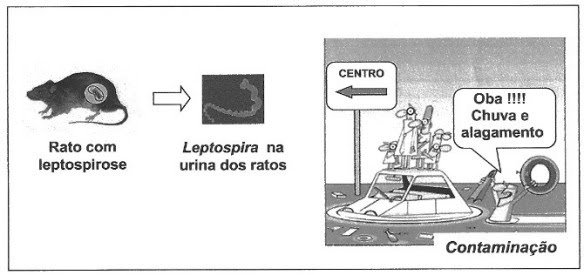 Rato com
leptospirose
Leptospira na
urina dos ratos
CENTRO
Oba !!!!
Chuva e
alagamento
Contaminação